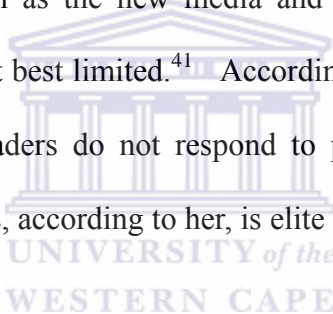 as the new media and
t best limited.41 Accordin
aders do not respond to p
, according to her, is elite
UNIVERSITY of the
WESTERN CAPE